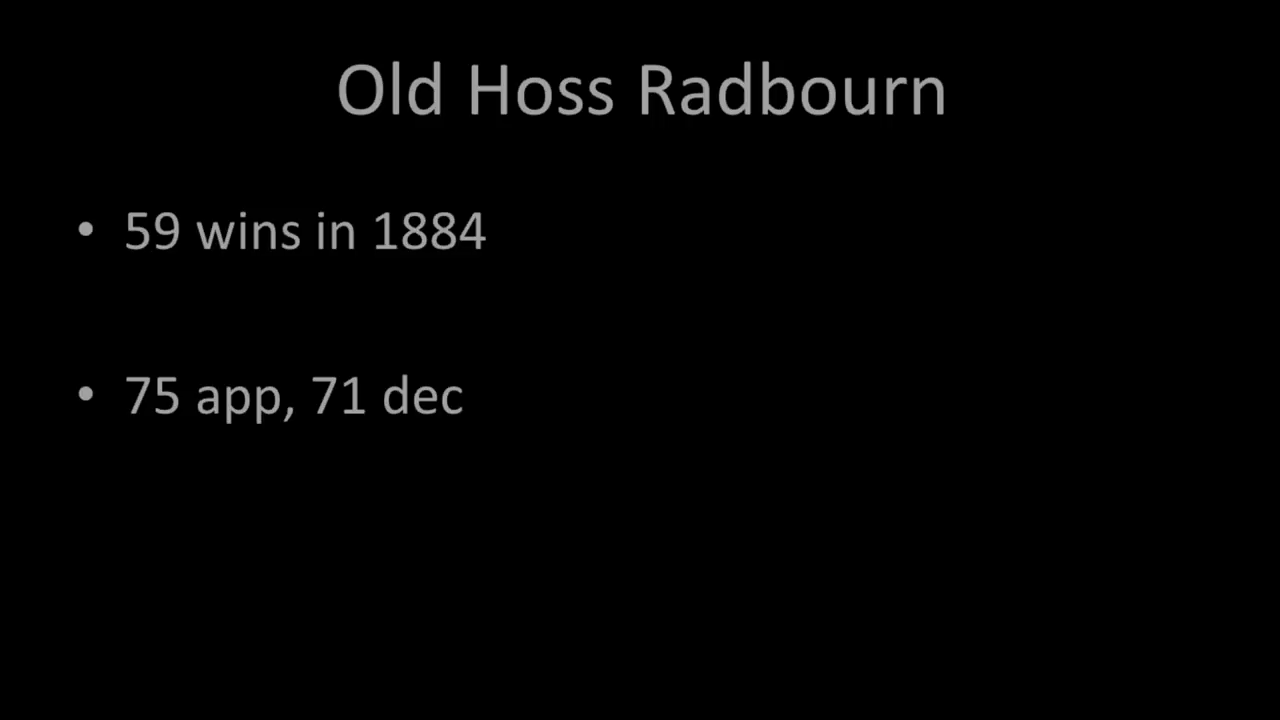 Old Hoss Radbourn
• 59 wins in 1884
• 75 app, 71 dec